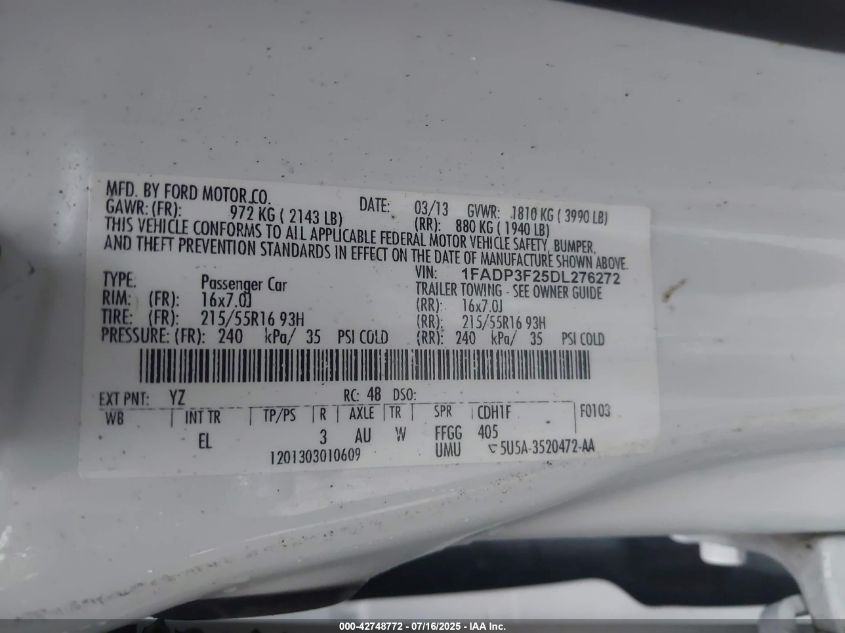 MFD. BY FORD MOTOR CO. DATE: 03/13 GVWR: 1810 KG ( 3990 LB)
GAWR: (FR): 972 KG ( 2143 LB) (RR): 880 KG ( 1940 LB)
THIS VEHICLE CONFORMS TO ALL APPLICABLE FEDERAL MOTOR VEHICLE SAFETY, BUMPER,
AND THEFT PREVENTION STANDARDS IN EFFECT ON THE DATE OF MANUFACTURE SHOWN ABOVE.
VIN: 1FADP3F25DL276272
TYPE: Passenger Car TRAILER TOWING - SEE OWNER GUIDE
RIM: (FR): 16x7.0J (RR): 16x7.0J
TIRE: (FR): 215/55R16 93H (RR): 215/55R16 93H
PRESSURE: (FR): 240 kPa/ 35 PSI COLD (RR): 240 kPa/ 35 PSI COLD
EXT PNT: YZ RC: 48 DSO:
WB INT TR TP/PS R AXLE TR SPR CDH1F F0103
EL 3 AU W FFGG 405
1201303010609 UMU 5U5A-3520472-AA
000-42748772 - 07/16/2025 - IAA Inc.